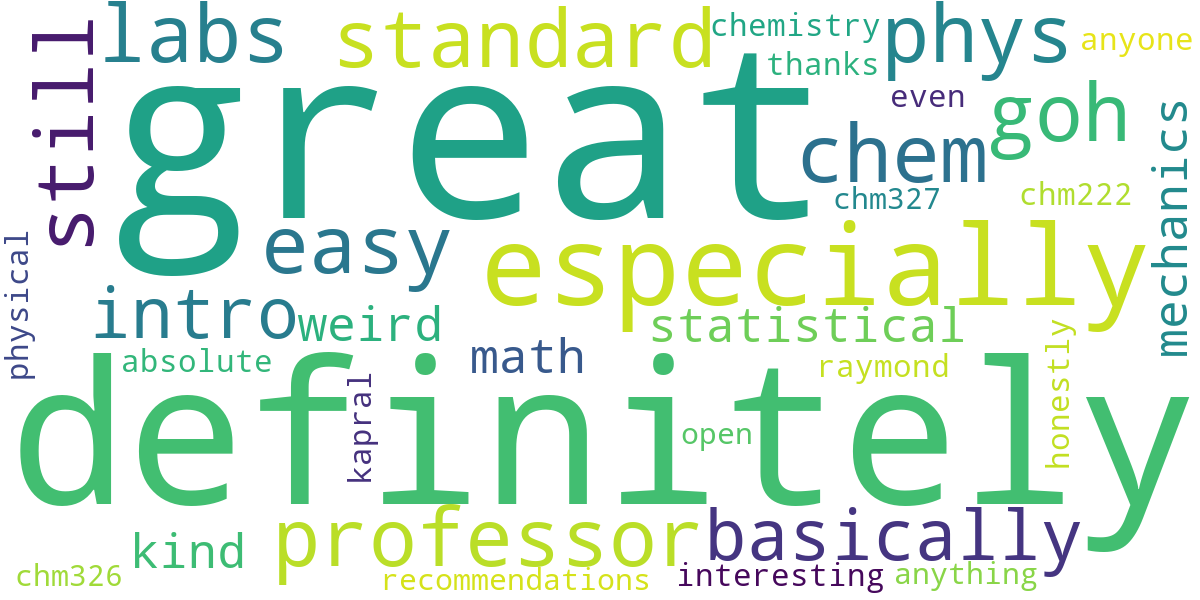 labs
standard
chemistry
phys
anyone
thanks
still
great
even
goh
chem
mechanics
chm327
chm222
easy
especially
physical
intro
weird
statistical
math
absolute
raymond
honestly
kapral
definitely
open
professor
basically
kind
chm326
recommendations
interesting
anything